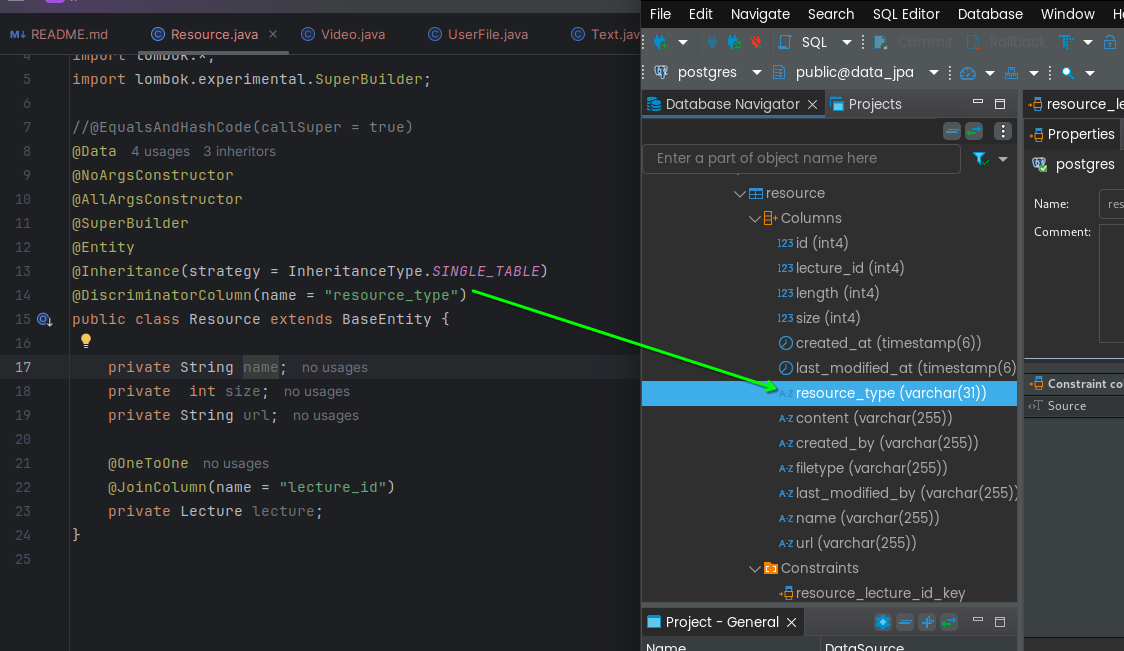 File Edit Navigate Search SQL Editor Database Window
README.md Resource.java Video.java UserFile.java Text.jav
SQL Commit Rollback
postgres public@data_jpa
4 import lombok.*;
5 import lombok.experimental.SuperBuilder;
6
7 //@EqualsAndHashCode(callSuper = true)
8 @Data 4 usages 3 inheritors
9 @NoArgsConstructor
10 @AllArgsConstructor
11 @SuperBuilder
12 @Entity
13 @Inheritance(strategy = InheritanceType.SINGLE_TABLE)
14 @DiscriminatorColumn(name = "resource_type")
15 public class Resource extends BaseEntity {
16
17 private String name; no usages
18 private int size; no usages
19 private String url; no usages
20
21 @OneToOne no usages
22 @JoinColumn(name = "lecture_id")
23 private Lecture lecture;
24 }
25
Database Navigator Projects
Enter a part of object name here
resource
Columns
123 id (int4)
123 lecture_id (int4)
123 length (int4)
123 size (int4)
created_at (timestamp(6))
last_modified_at (timestamp(6)
A-Z resource_type (varchar(31))
A-Z content (varchar(255))
A-Z created_by (varchar(255))
A-Z filetype (varchar(255))
A-Z last_modified_by (varchar(255))
A-Z name (varchar(255))
A-Z url (varchar(255))
Constraints
resource_lecture_id_key
Project - General
Name DataSource
resource_le
Properties
postgres
Name: res
Comment:
Constraint co
Source